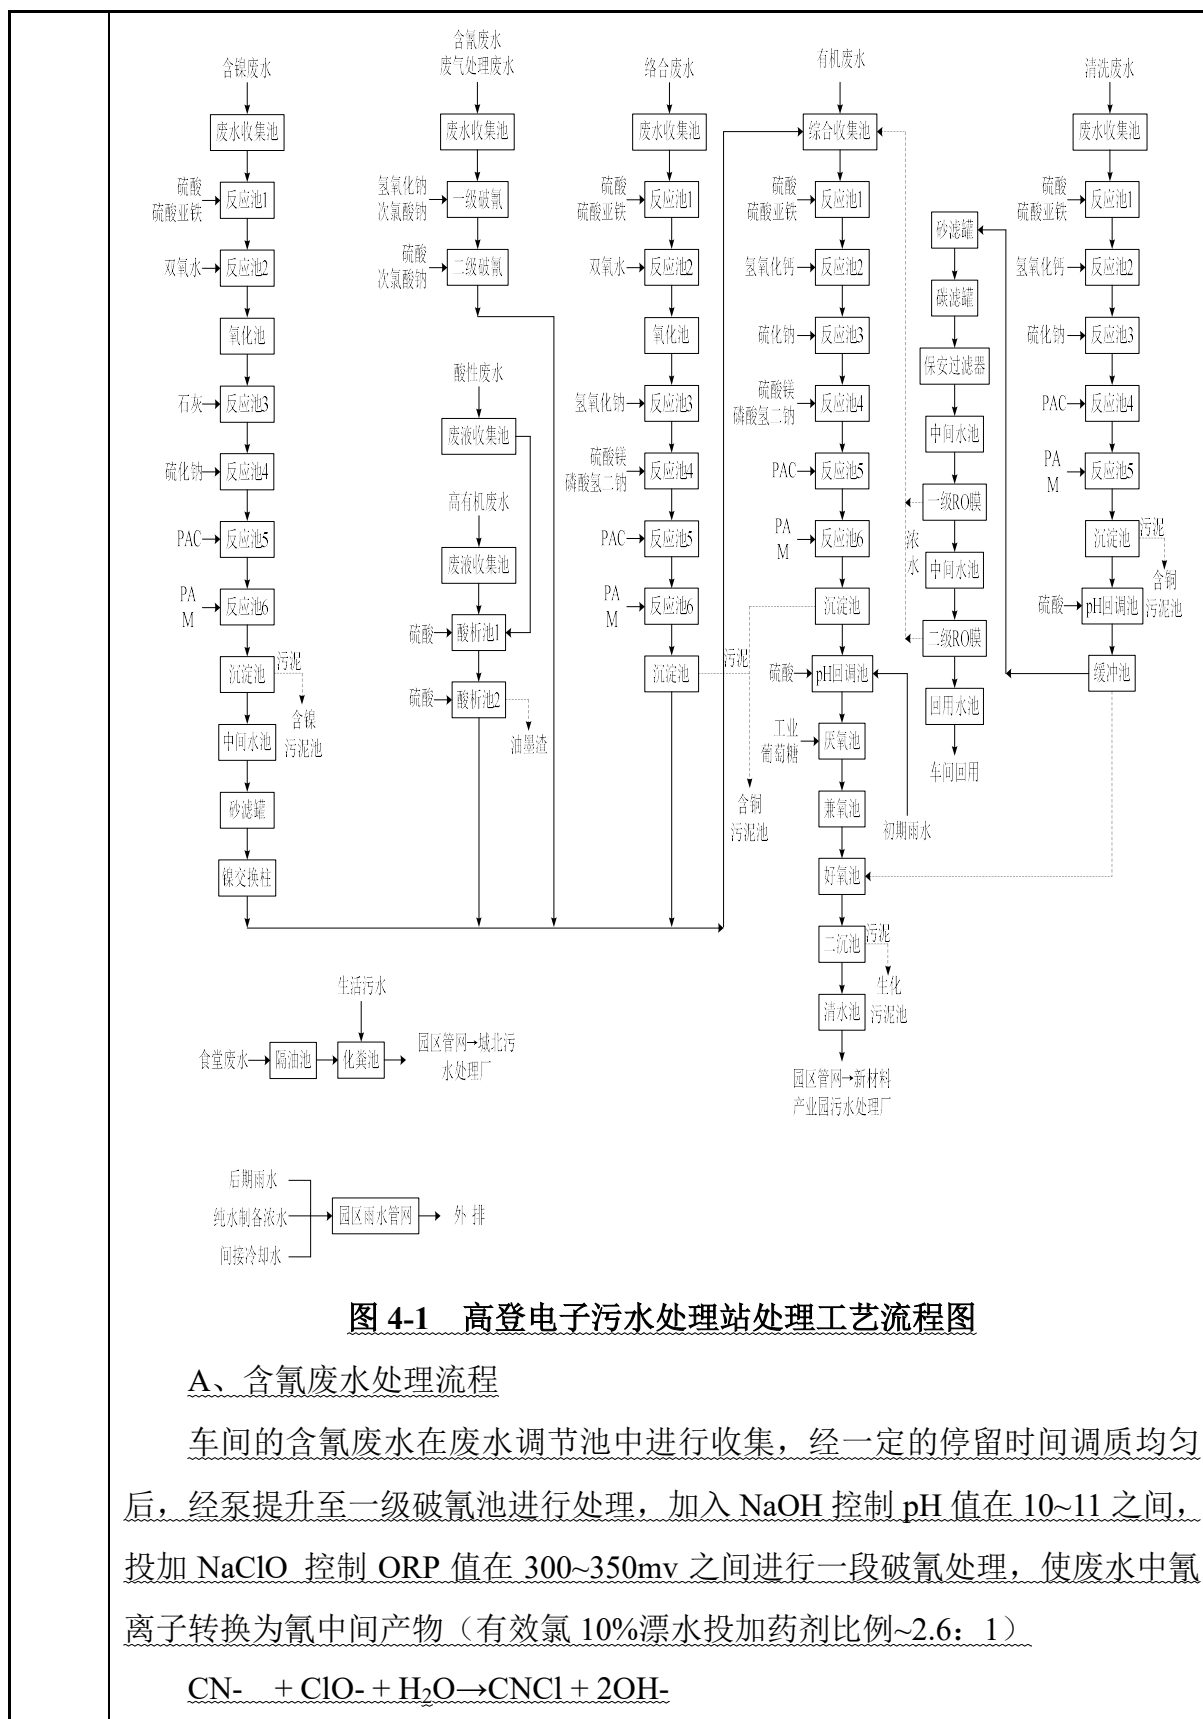 含镍废水
废水收集池
硫酸
硫酸亚铁
反应池1
双氧水
反应池2
氧化池
石灰
反应池3
硫化钠
反应池4
PAC
反应池5
PA
M
反应池6
沉淀池
污泥
含镍
污泥池
中间水池
砂滤罐
镍交换柱
含氰废水
废气处理废水
废水收集池
氢氧化钠
次氯酸钠
一级破氰
硫酸
次氯酸钠
二级破氰
酸性废水
废液收集池
高有机废水
废液收集池
硫酸
酸析池1
硫酸
酸析池2
油墨渣
络合废水
废水收集池
硫酸
硫酸亚铁
反应池1
双氧水
反应池2
氧化池
氢氧化钠
反应池3
硫酸镁
磷酸氢二钠
反应池4
PAC
反应池5
PA
M
反应池6
沉淀池
污泥
含铜
污泥池
有机废水
综合收集池
硫酸
硫酸亚铁
反应池1
氢氧化钙
反应池2
硫化钠
反应池3
硫酸镁
磷酸氢二钠
反应池4
PAC
反应池5
PA
M
反应池6
沉淀池
硫酸
pH回调池
工业
葡萄糖
厌氧池
兼氧池
初期雨水
好氧池
二沉池
污泥
生化
污泥池
清水池
园区管网→新材料
产业园污水处理厂
砂滤罐
碳滤罐
保安过滤器
中间水池
一级RO膜
浓
水
中间水池
二级RO膜
回用水池
车间回用
清洗废水
废水收集池
硫酸
硫酸亚铁
反应池1
氢氧化钙
反应池2
硫化钠
反应池3
PAC
反应池4
PA
M
反应池5
沉淀池
污泥
含铜
污泥池
硫酸
pH回调池
缓冲池
生活污水
食堂废水
隔油池
化粪池
园区管网→城北污
水处理厂
后期雨水
纯水制备浓水
间接冷却水
园区雨水管网
外 排
图 4-1 高登电子污水处理站处理工艺流程图
A、含氰废水处理流程
车间的含氰废水在废水调节池中进行收集，经一定的停留时间调质均匀
后，经泵提升至一级破氰池进行处理，加入 NaOH 控制 pH 值在 10~11 之间，
投加 NaClO 控制 ORP 值在 300~350mv 之间进行一段破氰处理，使废水中氰
离子转换为氰中间产物（有效氯 10%漂水投加药剂比例~2.6：1）
CN- + ClO- + H₂O→CNCl + 2OH-